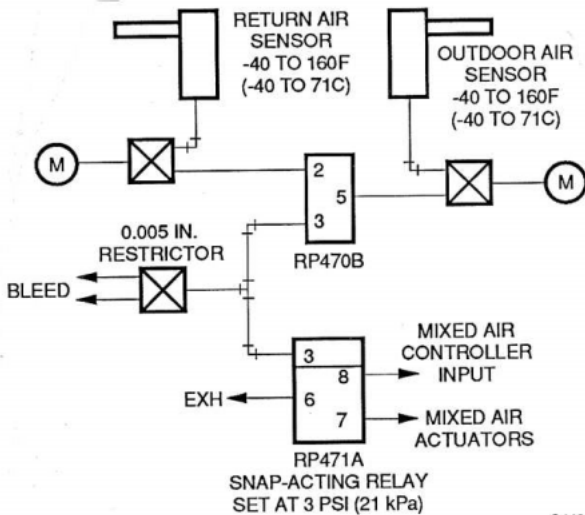 RETURN AIR
SENSOR
-40 TO 160F
(-40 TO 71C)
OUTDOOR AIR
SENSOR
-40 TO 160F
(-40 TO 71C)
M
M
2
5
3
RP470B
0.005 IN.
RESTRICTOR
BLEED
3
8
6
7
EXH
MIXED AIR
CONTROLLER
INPUT
MIXED AIR
ACTUATORS
RP471A
SNAP-ACTING RELAY
SET AT 3 PSI (21 kPa)